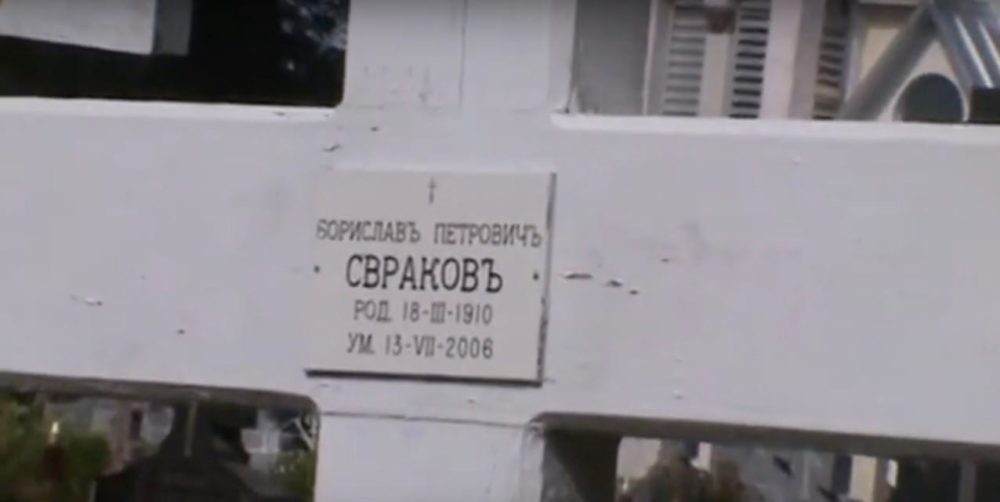 БОРИСЛАВЪ ПЕТРОВИЧЪ
СВРАКОВЪ
РОД. 18-III-1910
УМ. 13-VII-2006